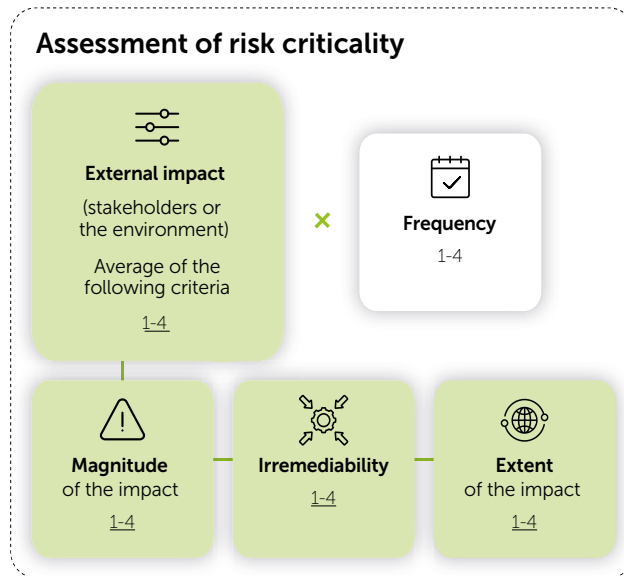 Assessment of risk criticality
External impact
(stakeholders or
the environment)
Average of the
following criteria
1-4
×
Frequency
1-4
Magnitude
of the impact
1-4
Irremediability
1-4
Extent
of the impact
1-4